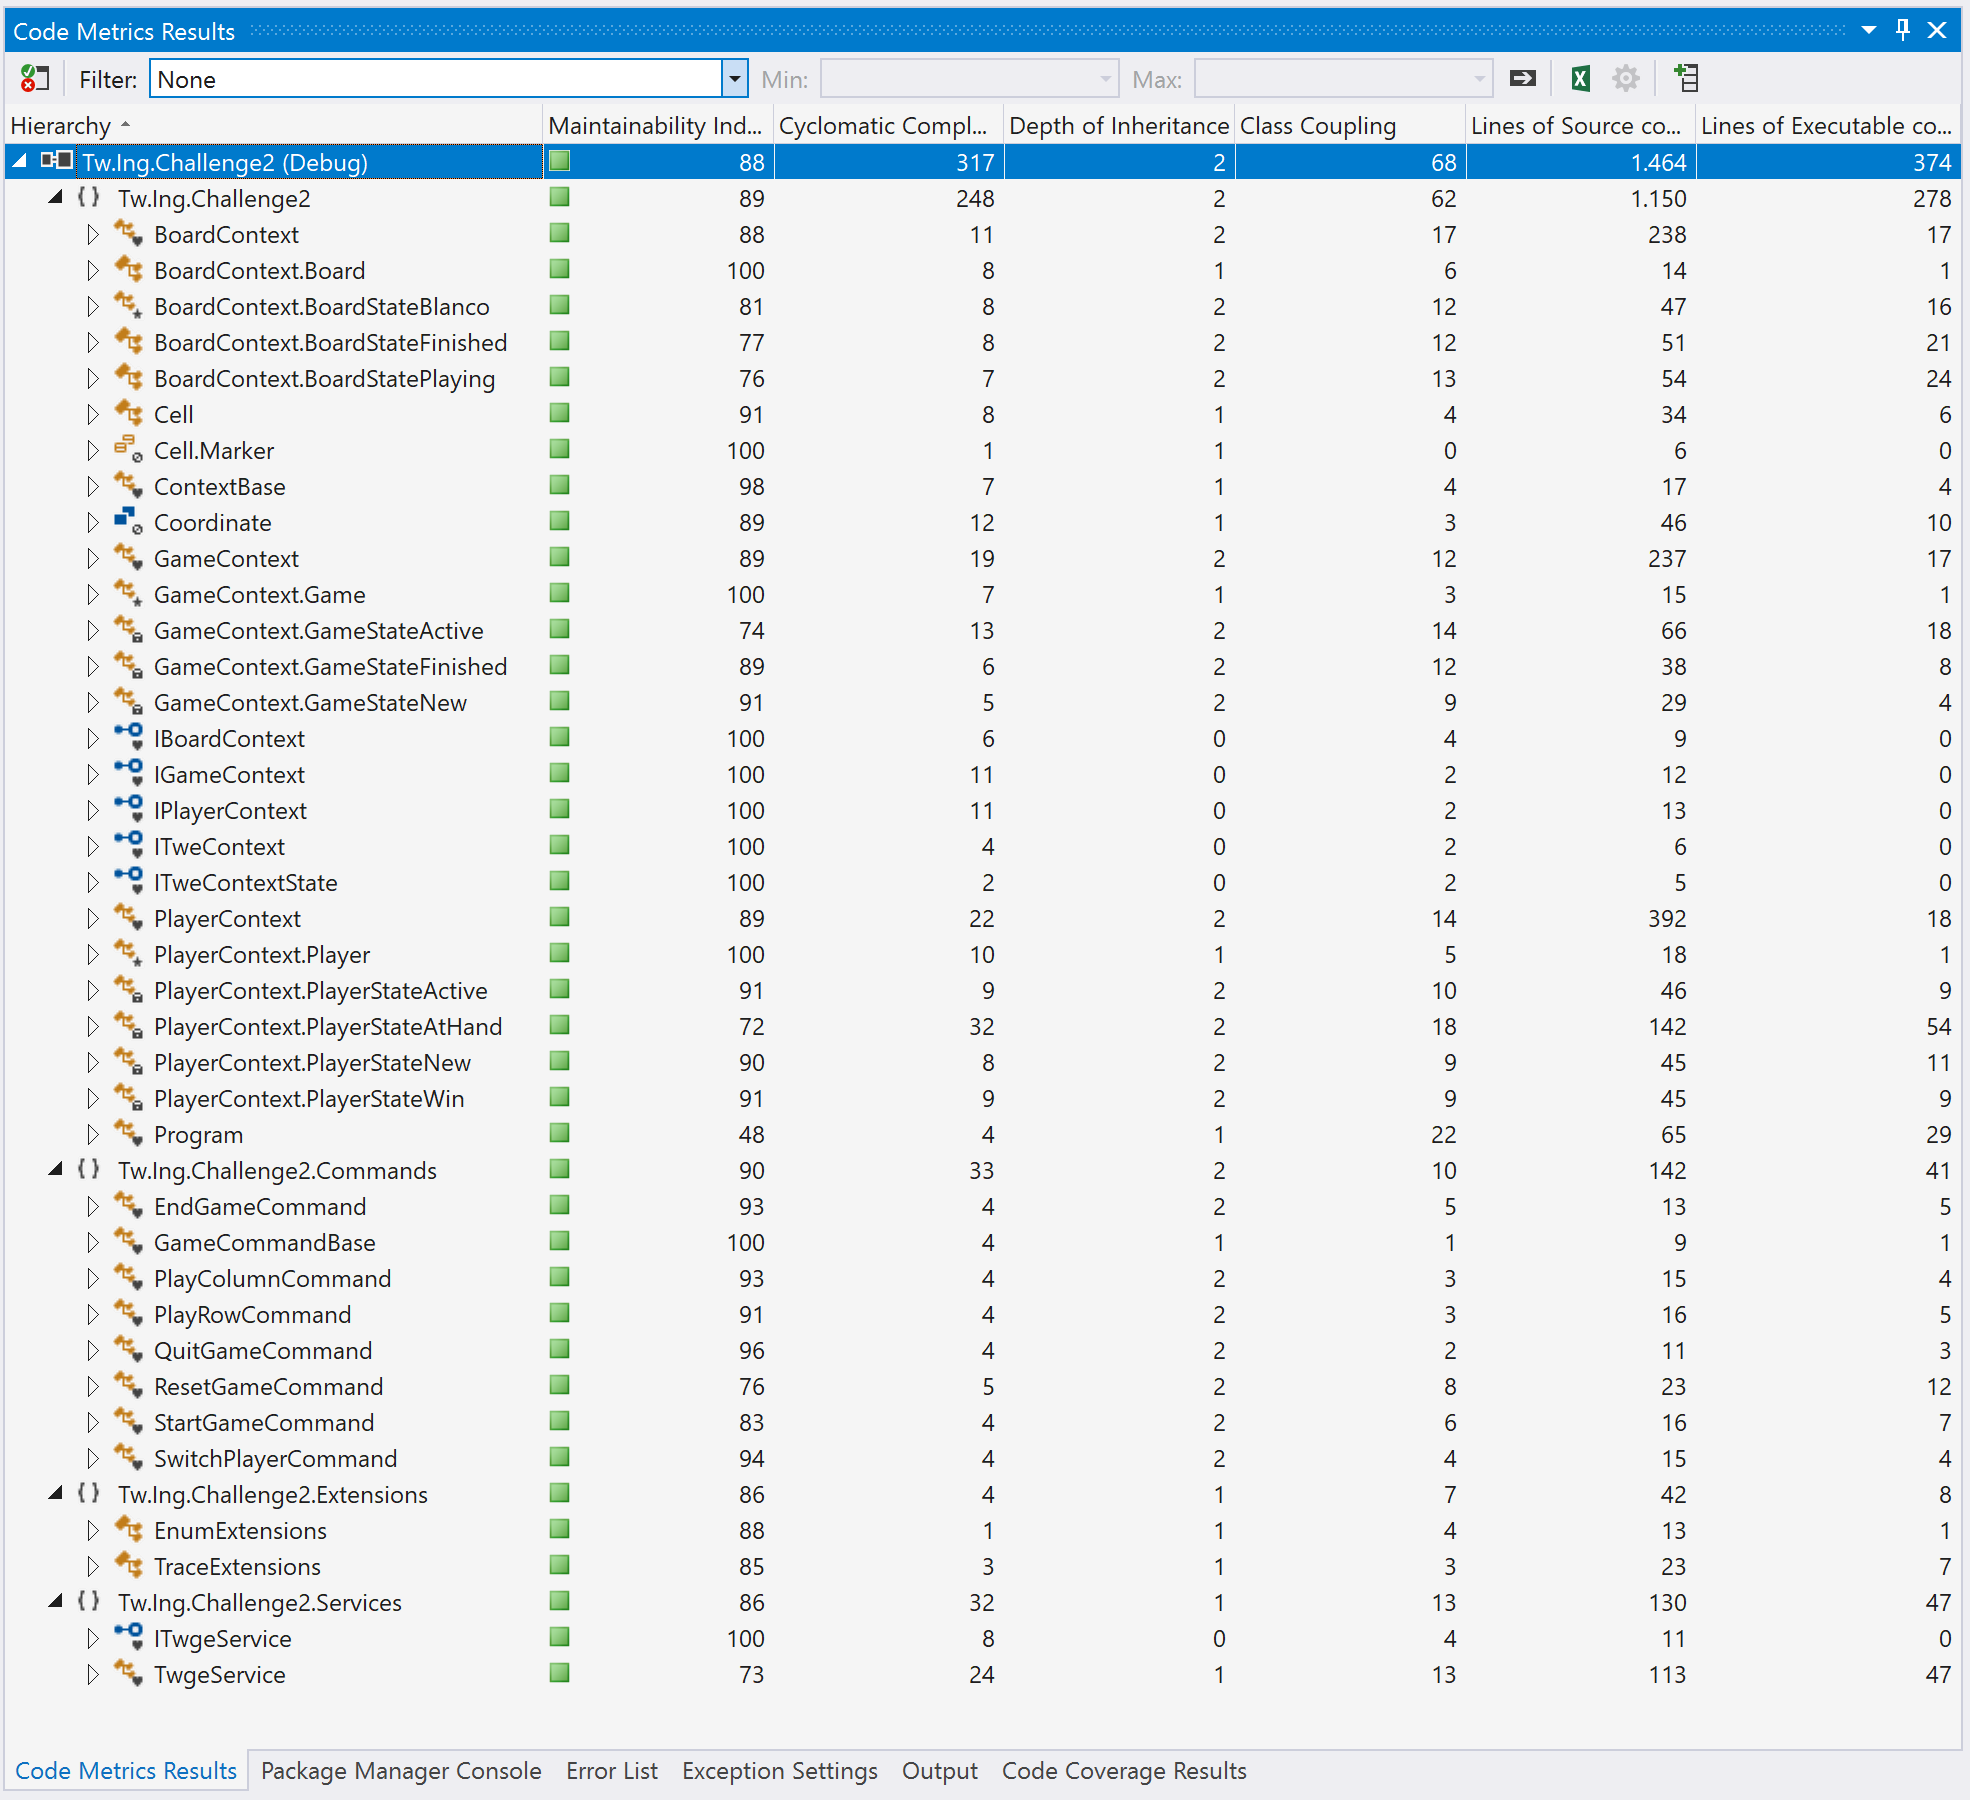 Code Metrics Results
Filter: None Min: Max:
Hierarchy Maintainability Ind... Cyclomatic Compl... Depth of Inheritance Class Coupling Lines of Source co... Lines of Executable co...
Tw.Ing.Challenge2 (Debug) 88 317 2 68 1.464 374
{} Tw.Ing.Challenge2 89 248 2 62 1.150 278
BoardContext 88 11 2 17 238 17
BoardContext.Board 100 8 1 6 14 1
BoardContext.BoardStateBlanco 81 8 2 12 47 16
BoardContext.BoardStateFinished 77 8 2 12 51 21
BoardContext.BoardStatePlaying 76 7 2 13 54 24
Cell 91 8 1 4 34 6
Cell.Marker 100 1 1 0 6 0
ContextBase 98 7 1 4 17 4
Coordinate 89 12 1 3 46 10
GameContext 89 19 2 12 237 17
GameContext.Game 100 7 1 3 15 1
GameContext.GameStateActive 74 13 2 14 66 18
GameContext.GameStateFinished 89 6 2 12 38 8
GameContext.GameStateNew 91 5 2 9 29 4
IBoardContext 100 6 0 4 9 0
IGameContext 100 11 0 2 12 0
IPlayerContext 100 11 0 2 13 0
ITweContext 100 4 0 2 6 0
ITweContextState 100 2 0 2 5 0
PlayerContext 89 22 2 14 392 18
PlayerContext.Player 100 10 1 5 18 1
PlayerContext.PlayerStateActive 91 9 2 10 46 9
PlayerContext.PlayerStateAtHand 72 32 2 18 142 54
PlayerContext.PlayerStateNew 90 8 2 9 45 11
PlayerContext.PlayerStateWin 91 9 2 9 45 9
Program 48 4 1 22 65 29
{} Tw.Ing.Challenge2.Commands 90 33 2 10 142 41
EndGameCommand 93 4 2 5 13 5
GameCommandBase 100 4 1 1 9 1
PlayColumnCommand 93 4 2 3 15 4
PlayRowCommand 91 4 2 3 16 5
QuitGameCommand 96 4 2 2 11 3
ResetGameCommand 76 5 2 8 23 12
StartGameCommand 83 4 2 6 16 7
SwitchPlayerCommand 94 4 2 4 15 4
{} Tw.Ing.Challenge2.Extensions 86 4 1 7 42 8
EnumExtensions 88 1 1 4 13 1
TraceExtensions 85 3 1 3 23 7
{} Tw.Ing.Challenge2.Services 86 32 1 13 130 47
ITwgeService 100 8 0 4 11 0
TwgeService 73 24 1 13 113 47
Code Metrics Results Package Manager Console Error List Exception Settings Output Code Coverage Results